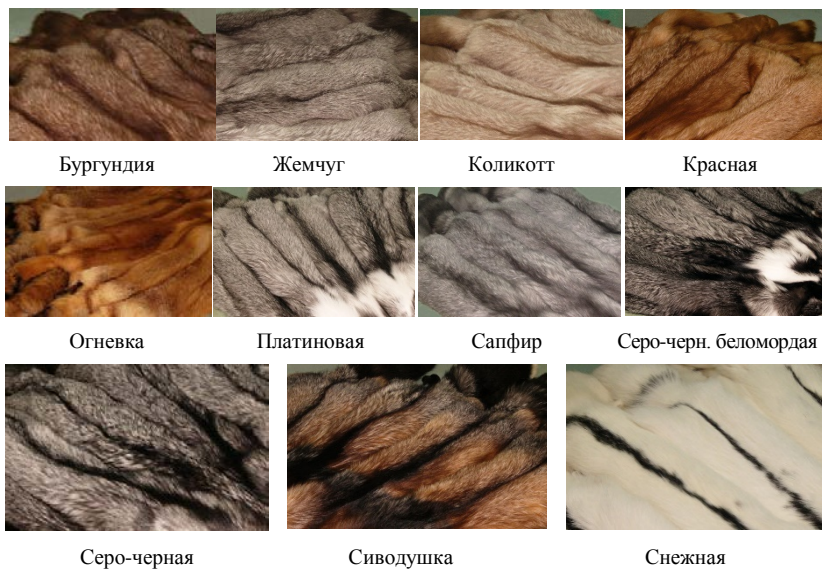 Бургундия Жемчуг Коликотт Красная
Огневка Платиновая Сапфир Серо-черн. беломордая
Серо-черная Сиводушка Снежная